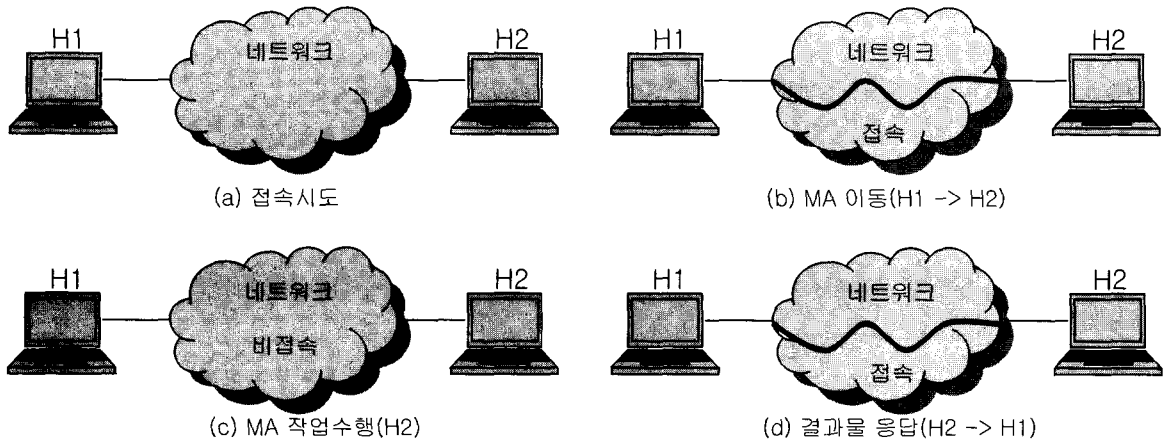 H1
네트워크
H2
(a) 접속시도
H1
네트워크
접속
H2
(b) MA 이동(H1 -> H2)
H1
네트워크
비접속
H2
(c) MA 작업수행(H2)
H1
네트워크
접속
H2
(d) 결과물 응답(H2 -> H1)